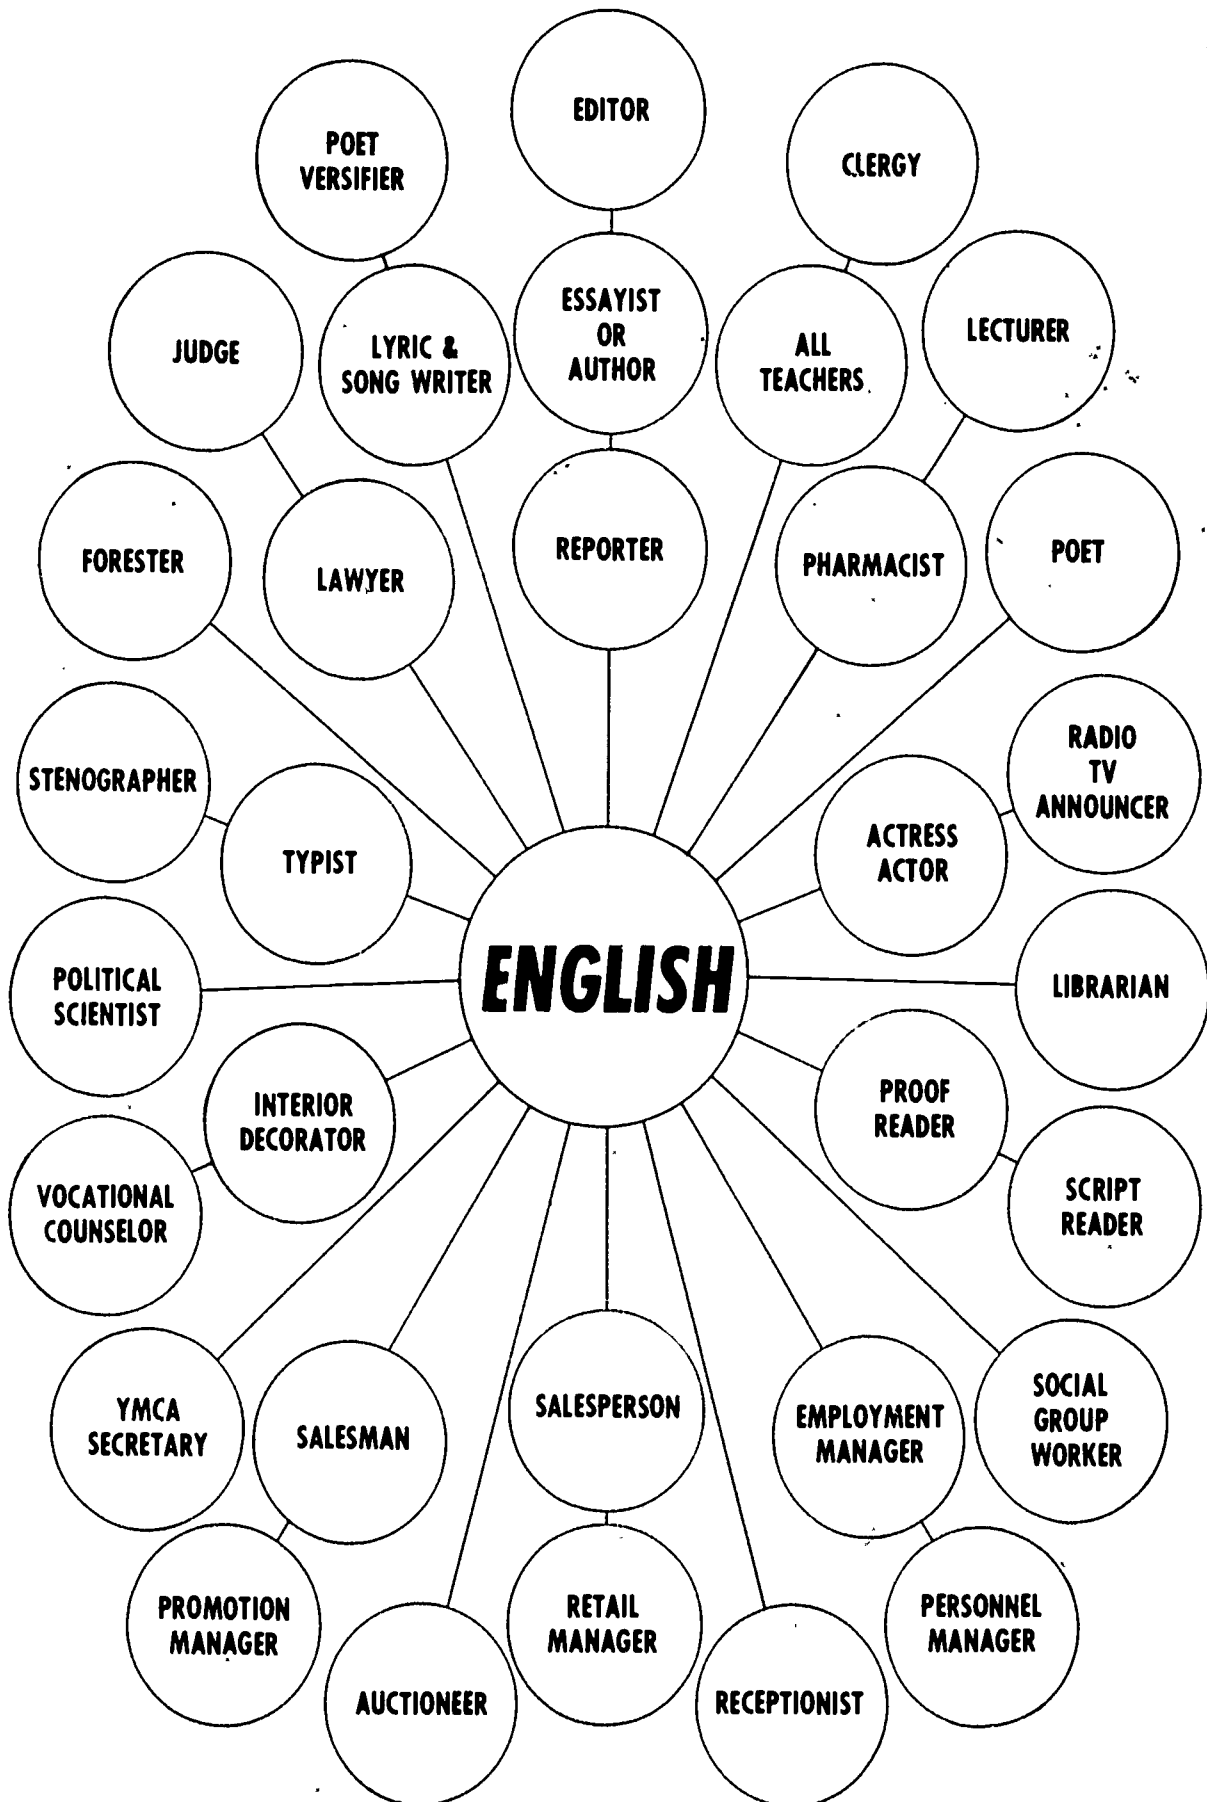 EDITOR
POET
VERSIFIER
CLERGY
ESSAYIST
OR
AUTHOR
LECTURER
JUDGE
LYRIC &
SONG WRITER
ALL
TEACHERS
FORESTER
LAWYER
REPORTER
PHARMACIST
POET
STENOGRAPHER
TYPIST
ACTRESS
ACTOR
RADIO
TV
ANNOUNCER
POLITICAL
SCIENTIST
ENGLISH
LIBRARIAN
INTERIOR
DECORATOR
PROOF
READER
VOCATIONAL
COUNSELOR
SCRIPT
READER
YMCA
SECRETARY
SALESMAN
SALESPERSON
EMPLOYMENT
MANAGER
SOCIAL
GROUP
WORKER
PROMOTION
MANAGER
AUCTIONEER
RETAIL
MANAGER
RECEPTIONIST
PERSONNEL
MANAGER